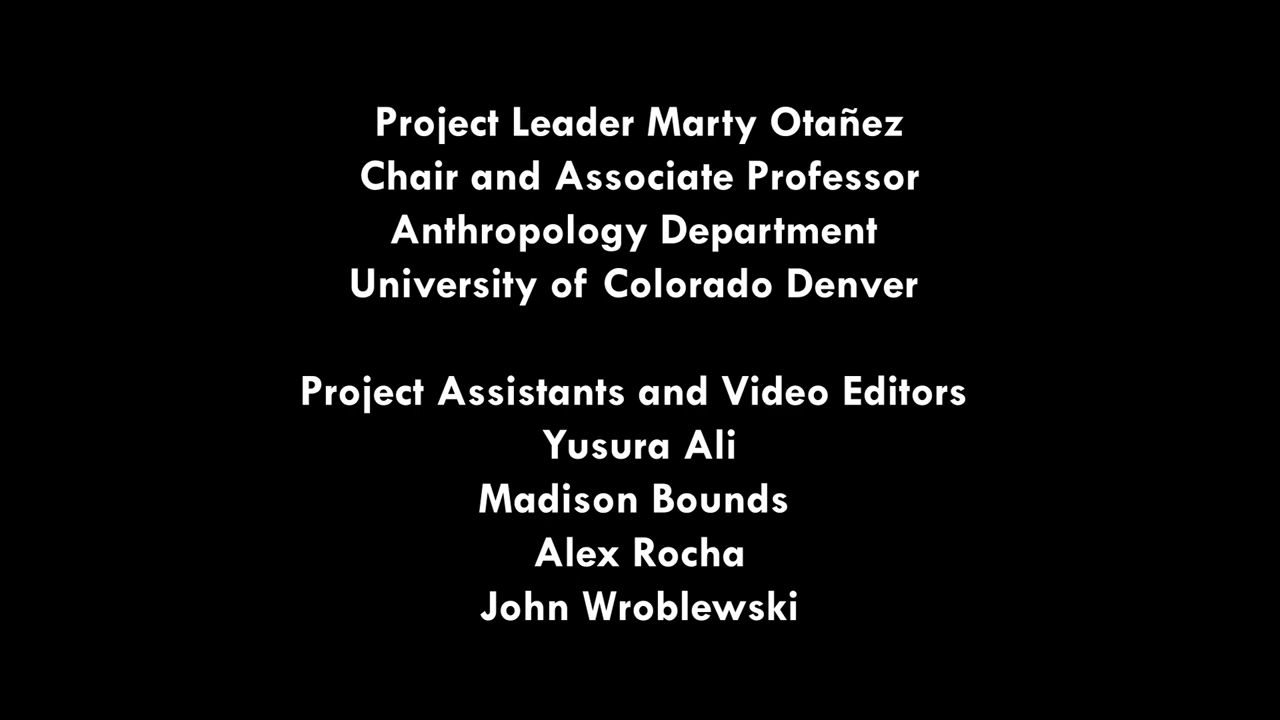 Project Leader Marty Otañez
Chair and Associate Professor
Anthropology Department
University of Colorado Denver
Project Assistants and Video Editors
Yusura Ali
Madison Bounds
Alex Rocha
John Wroblewski